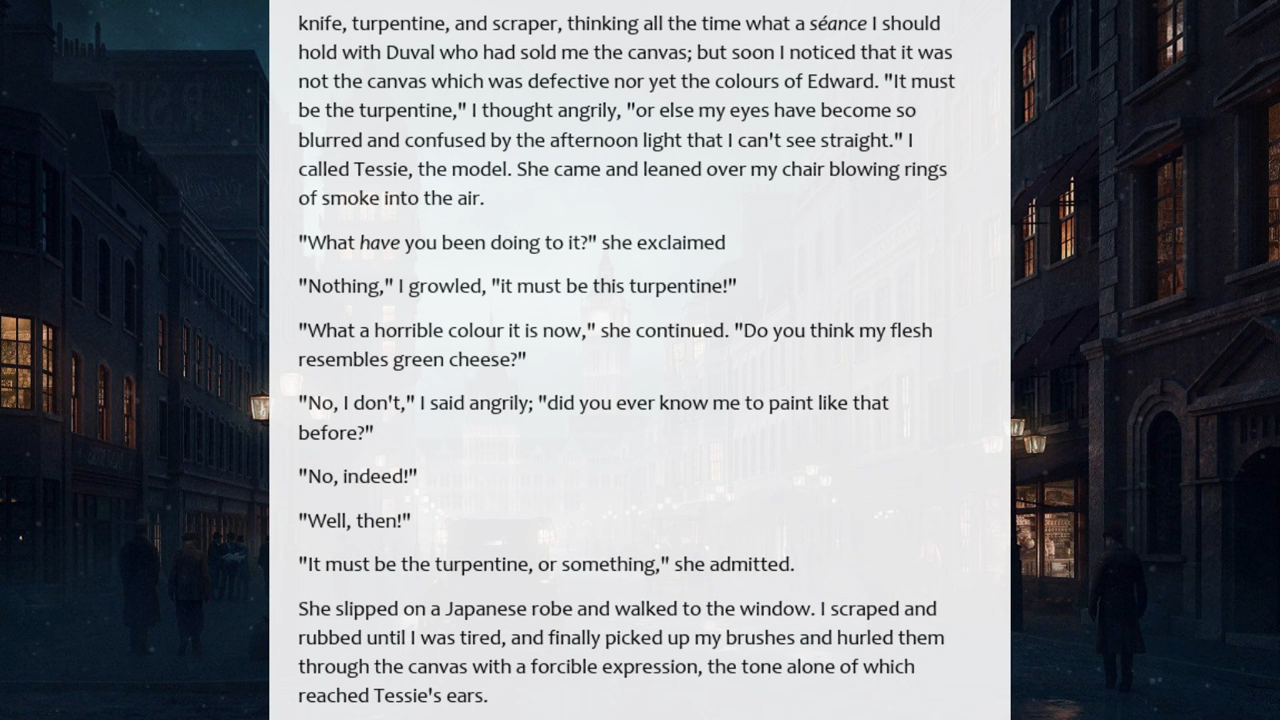 knife, turpentine, and scraper, thinking all the time what a séance I should
hold with Duval who had sold me the canvas; but soon I noticed that it was
not the canvas which was defective nor yet the colours of Edward. "It must
be the turpentine," I thought angrily, "or else my eyes have become so
blurred and confused by the afternoon light that I can't see straight." I
called Tessie, the model. She came and leaned over my chair blowing rings
of smoke into the air.
"What have you been doing to it?" she exclaimed
"Nothing," I growled, "it must be this turpentine!"
"What a horrible colour it is now," she continued. "Do you think my flesh
resembles green cheese?"
"No, I don't," I said angrily; "did you ever know me to paint like that
before?"
"No, indeed!"
"Well, then!"
"It must be the turpentine, or something," she admitted.
She slipped on a Japanese robe and walked to the window. I scraped and
rubbed until I was tired, and finally picked up my brushes and hurled them
through the canvas with a forcible expression, the tone alone of which
reached Tessie's ears.